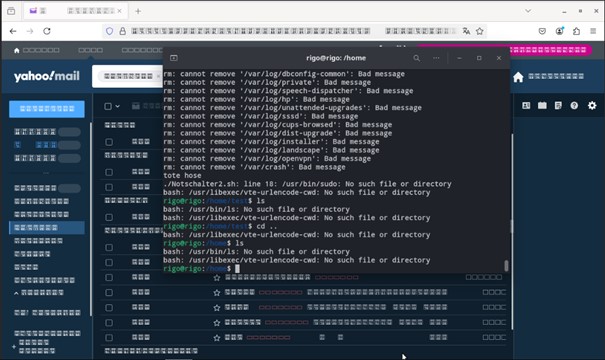 yahoo!mail
rigo@rigo: /home
rm: cannot remove '/var/log/dbconfig-common': Bad message
rm: cannot remove '/var/log/private': Bad message
rm: cannot remove '/var/log/speech-dispatcher': Bad message
rm: cannot remove '/var/log/hp': Bad message
rm: cannot remove '/var/log/unattended-upgrades': Bad message
rm: cannot remove '/var/log/sssd': Bad message
rm: cannot remove '/var/log/cups-browsed': Bad message
rm: cannot remove '/var/log/dist-upgrade': Bad message
rm: cannot remove '/var/log/installer': Bad message
rm: cannot remove '/var/log/landscape': Bad message
rm: cannot remove '/var/log/openvpn': Bad message
rm: cannot remove '/var/crash': Bad message
tote hose
./Notschalter2.sh: line 18: /usr/bin/sudo: No such file or directory
bash: /usr/libexec/vte-urlencode-cwd: No such file or directory
rigo@rigo:/home/test$ ls
bash: /usr/bin/ls: No such file or directory
bash: /usr/libexec/vte-urlencode-cwd: No such file or directory
rigo@rigo:/home/test$ cd ..
bash: /usr/libexec/vte-urlencode-cwd: No such file or directory
rigo@rigo:/home$ ls
bash: /usr/bin/ls: No such file or directory
bash: /usr/libexec/vte-urlencode-cwd: No such file or directory
rigo@rigo:/home$